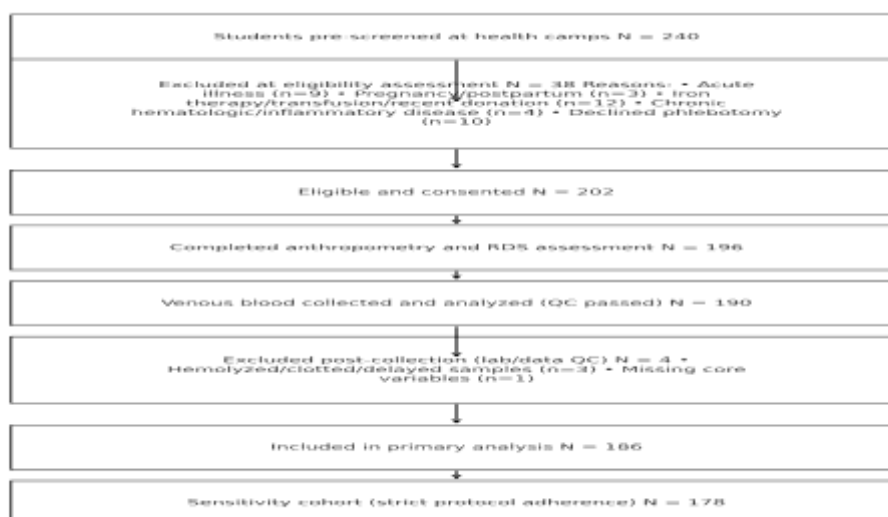 Students pre-screened at health camps N = 240
Excluded at eligibility assessment N = 38 Reasons: • Acute
illness (n=9) • Pregnancy/postpartum (n=3) • Iron
therapy/transfusion/recent donation (n=12) • Chronic
hematologic/inflammatory disease (n=4) • Declined phlebotomy
(n=10)
Eligible and consented N = 202
Completed anthropometry and RDS assessment N = 196
Venous blood collected and analyzed (QC passed) N = 190
Excluded post-collection (lab/data QC) N = 4 •
Hemolyzed/clotted/delayed samples (n=3) • Missing core
variables (n=1)
Included in primary analysis N = 186
Sensitivity cohort (strict protocol adherence) N = 178